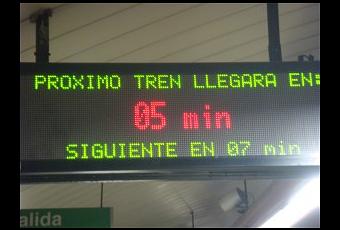 PROXIMO TREN LLEGARA EN:
05 min
SIGUIENTE EN 07 min
alida